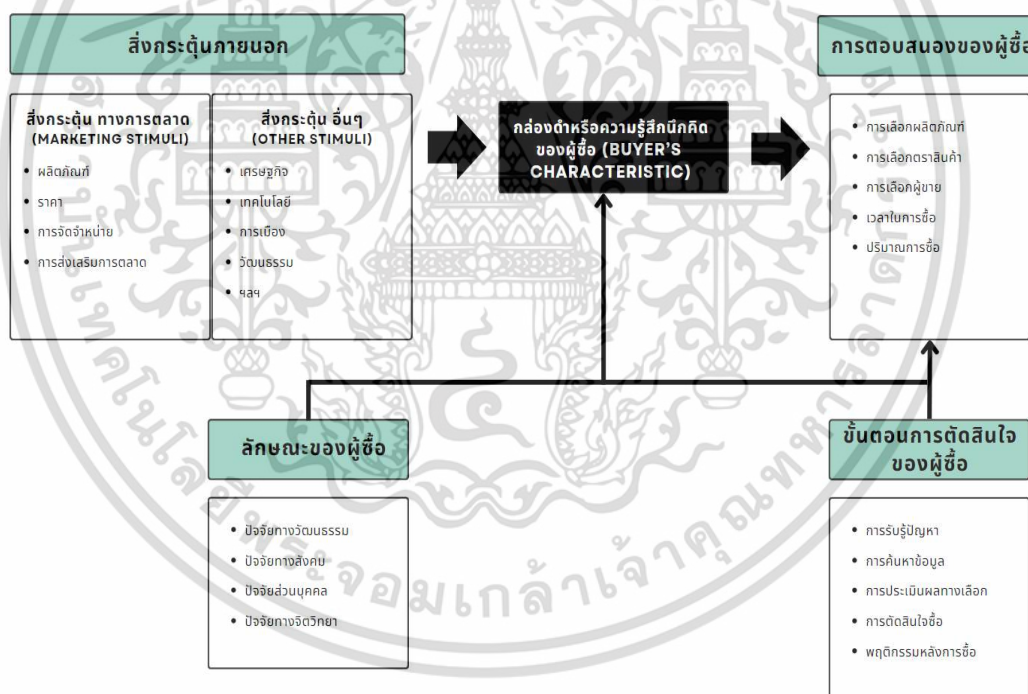 สิ่งกระตุ้นภายนอก
สิ่งกระตุ้น ทางการตลาด
(MARKETING STIMULI)
• ผลิตภัณฑ์
• ราคา
• การจัดจำหน่าย
• การส่งเสริมการตลาด
สิ่งกระตุ้น อื่นๆ
(OTHER STIMULI)
• เศรษฐกิจ
• เทคโนโลยี
• การเมือง
• วัฒนธรรม
• ฯลฯ
กล่องดำหรือความรู้สึกนึกคิด
ของผู้ซื้อ (BUYER'S
CHARACTERISTIC)
การตอบสนองของผู้ซื้อ
• การเลือกผลิตภัณฑ์
• การเลือกตราสินค้า
• การเลือกผู้ขาย
• เวลาในการซื้อ
• ปริมาณการซื้อ
ลักษณะของผู้ซื้อ
• ปัจจัยทางวัฒนธรรม
• ปัจจัยทางสังคม
• ปัจจัยส่วนบุคคล
• ปัจจัยทางจิตวิทยา
ขั้นตอนการตัดสินใจ
ของผู้ซื้อ
• การรับรู้ปัญหา
• การค้นหาข้อมูล
• การประเมินผลทางเลือก
• การตัดสินใจซื้อ
• พฤติกรรมหลังการซื้อ